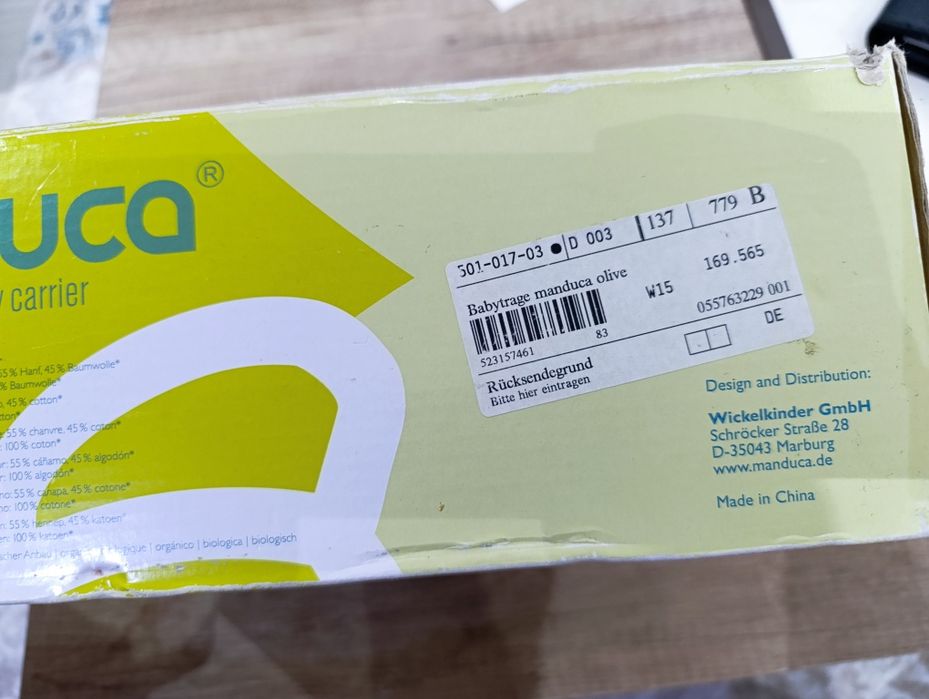 uca®
carrier
55% Hanf, 45% Baumwolle*
% Baumwolle*
45% cotton*
55% chanvre, 45% coton*
100% coton*
55% cáñamo, 45% algodón*
100% algodón*
55% canapa, 45% cotone*
100% cotone*
55% hennep, 45% katoen*
100% katoen*
Anbau | orgánico | biologica | biologisch
501-017-03 ● D 003 137 779 B
Babytrage manduca olive W15 169.565
523157461 83 055763229 001
Rücksendegrund DE
Bitte hier eintragen
Design and Distribution:
Wickelkinder GmbH
Schröcker Straße 28
D-35043 Marburg
www.manduca.de
Made in China